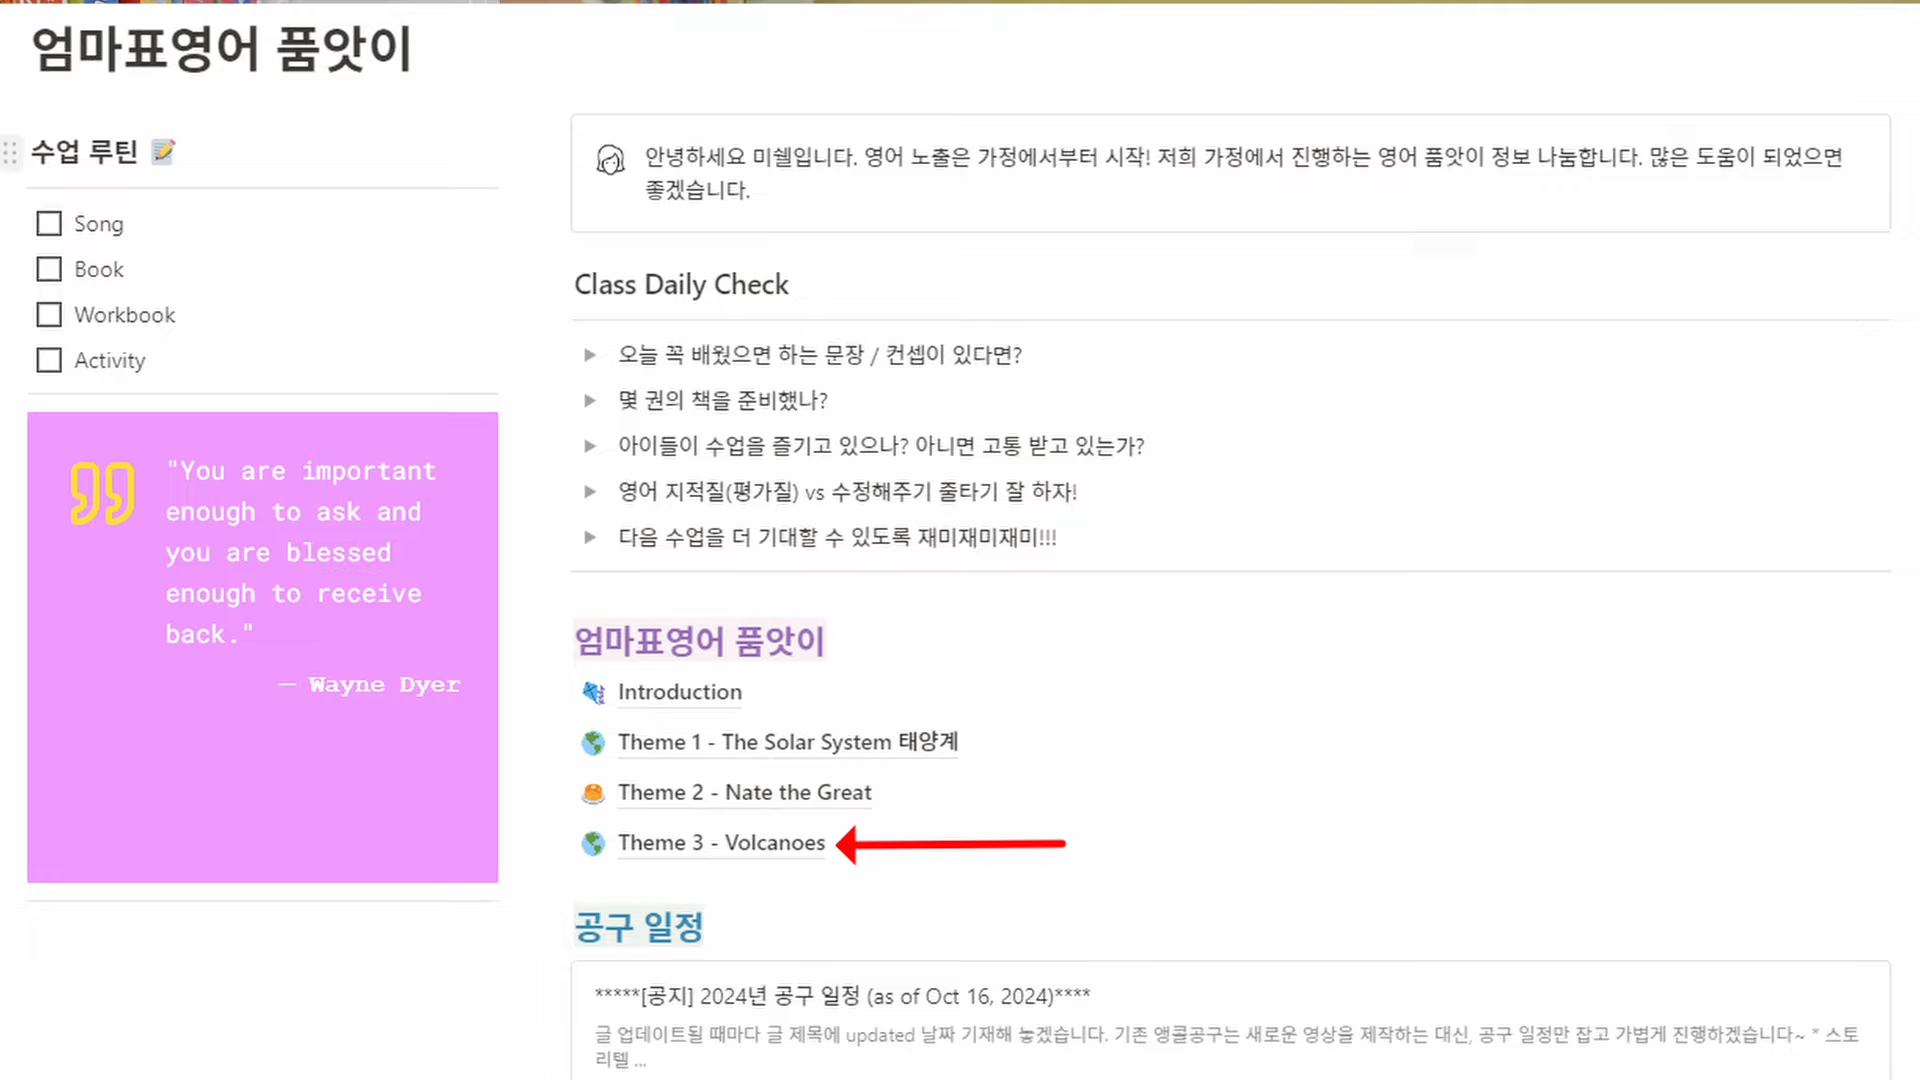 엄마표영어 품앗이
수업 루틴
Song
Book
Workbook
Activity
"You are important
enough to ask and
you are blessed
enough to receive
back."
— Wayne Dyer
안녕하세요 미쉘입니다. 영어 노출은 가정에서부터 시작! 저희 가정에서 진행하는 영어 품앗이 정보 나눔합니다. 많은 도움이 되었으면
좋겠습니다.
Class Daily Check
오늘 꼭 배웠으면 하는 문장 / 컨셉이 있다면?
몇 권의 책을 준비했나?
아이들이 수업을 즐기고 있으나? 아니면 고통 받고 있는가?
영어 지적질(평가질) vs 수정해주기 줄타기 잘 하자!
다음 수업을 더 기대할 수 있도록 재미재미재미!!!
엄마표영어 품앗이
Introduction
Theme 1 - The Solar System 태양계
Theme 2 - Nate the Great
Theme 3 - Volcanoes
공구 일정
*****[공지] 2024년 공구 일정 (as of Oct 16, 2024)****
글 업데이트될 때마다 글 제목에 updated 날짜 기재해 놓겠습니다. 기존 앵콜공구는 새로운 영상을 제작하는 대신, 공구 일정만 잡고 가볍게 진행하겠습니다~ * 스토
리텔 ...